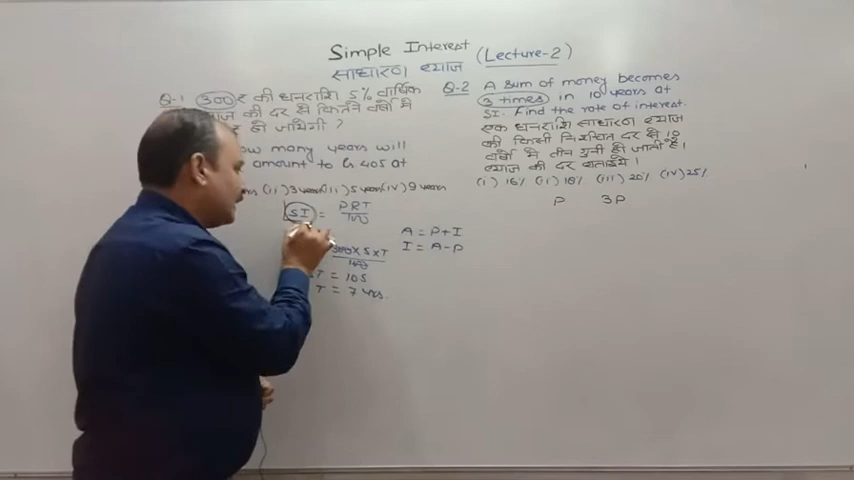 Simple Interest (Lecture-2)
साधारण ब्याज
Q-1 300 ₹ की धनराशि 5% वार्षिक
ब्याज की दर से कितने वर्षो मे
हो जायेगी ?
how many years will
amount to Rs 405 at
(ii) 3 years (iii) 5 years (iv) 9 years
SI = PRT / 100
300 × 5 × T / 100
T = 105
T = 7 yrs.
A = P + I
I = A - P
Q-2 A sum of money becomes
3 times in 10 years at
SI. Find the rate of interest.
एक धनराशि साधारण ब्याज
की किसी निश्चित दर से 10
वर्षो मे तीन गुनी हो जाती है।
ब्याज की दर बताइये।
(i) 16% (ii) 18% (iii) 20% (iv) 25%
P 3P